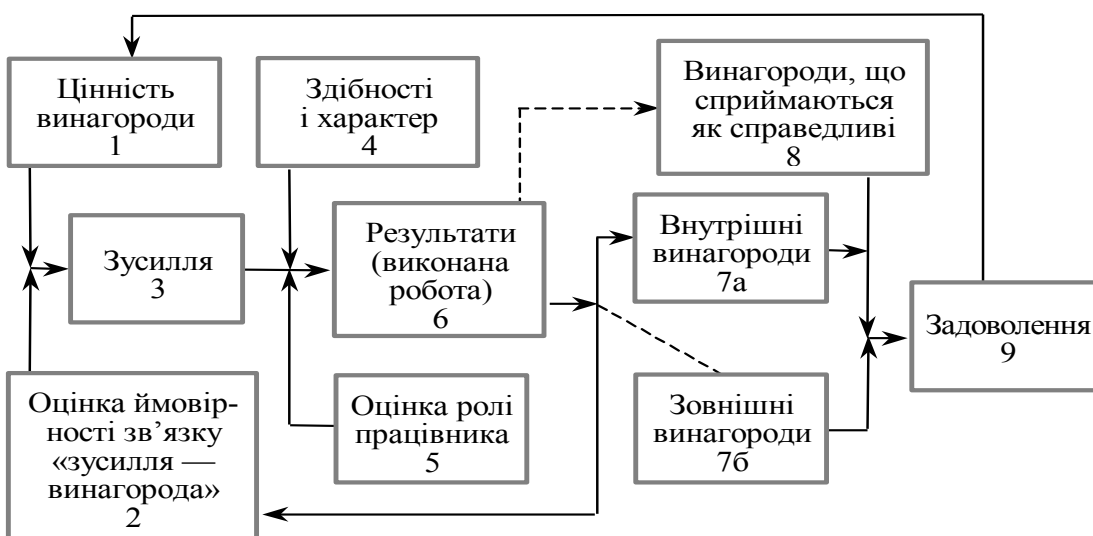 Цінність
винагороди
1
Оцінка ймовір-
ності зв’язку
«зусилля —
винагорода»
2
Зусилля
3
Здібності
і характер
4
Оцінка ролі
працівника
5
Результати
(виконана
робота)
6
Внутрішні
винагороди
7а
Зовнішні
винагороди
7б
Винагороди, що
сприймаються
як справедливі
8
Задоволення
9